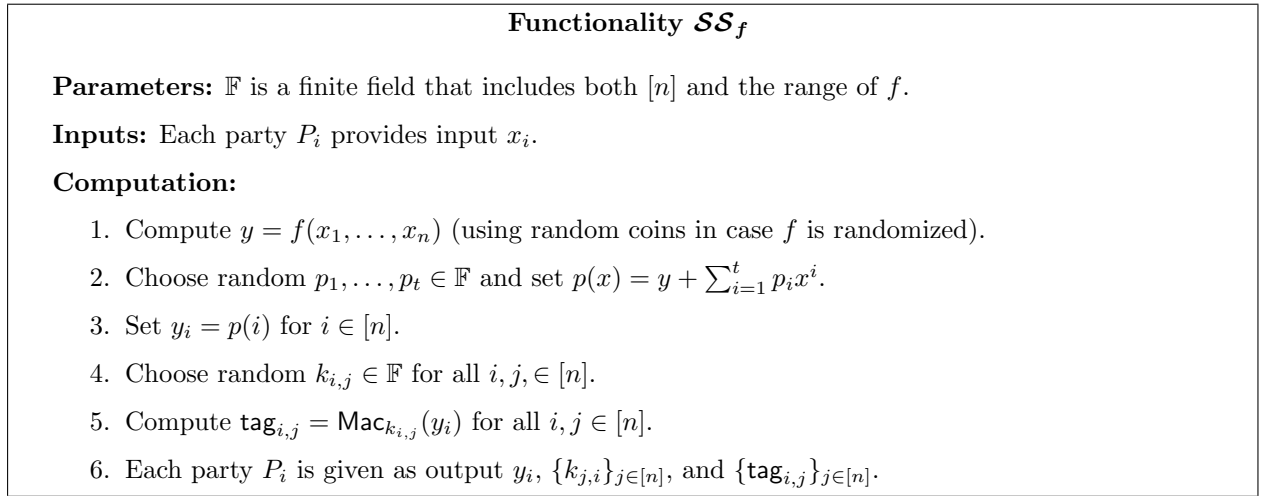 Functionality 𝓢𝓢_f
Parameters: 𝔽 is a finite field that includes both [n] and the range of f.
Inputs: Each party P_i provides input x_i.
Computation:
1. Compute y = f(x_1, . . . , x_n) (using random coins in case f is randomized).
2. Choose random p_1, . . . , p_t ∈ 𝔽 and set p(x) = y + ∑_{i=1}^{t} p_i x^i.
3. Set y_i = p(i) for i ∈ [n].
4. Choose random k_{i,j} ∈ 𝔽 for all i, j, ∈ [n].
5. Compute tag_{i,j} = Mac_{k_{i,j}}(y_i) for all i, j ∈ [n].
6. Each party P_i is given as output y_i, {k_{j,i}}_{j∈[n]}, and {tag_{i,j}}_{j∈[n]}.